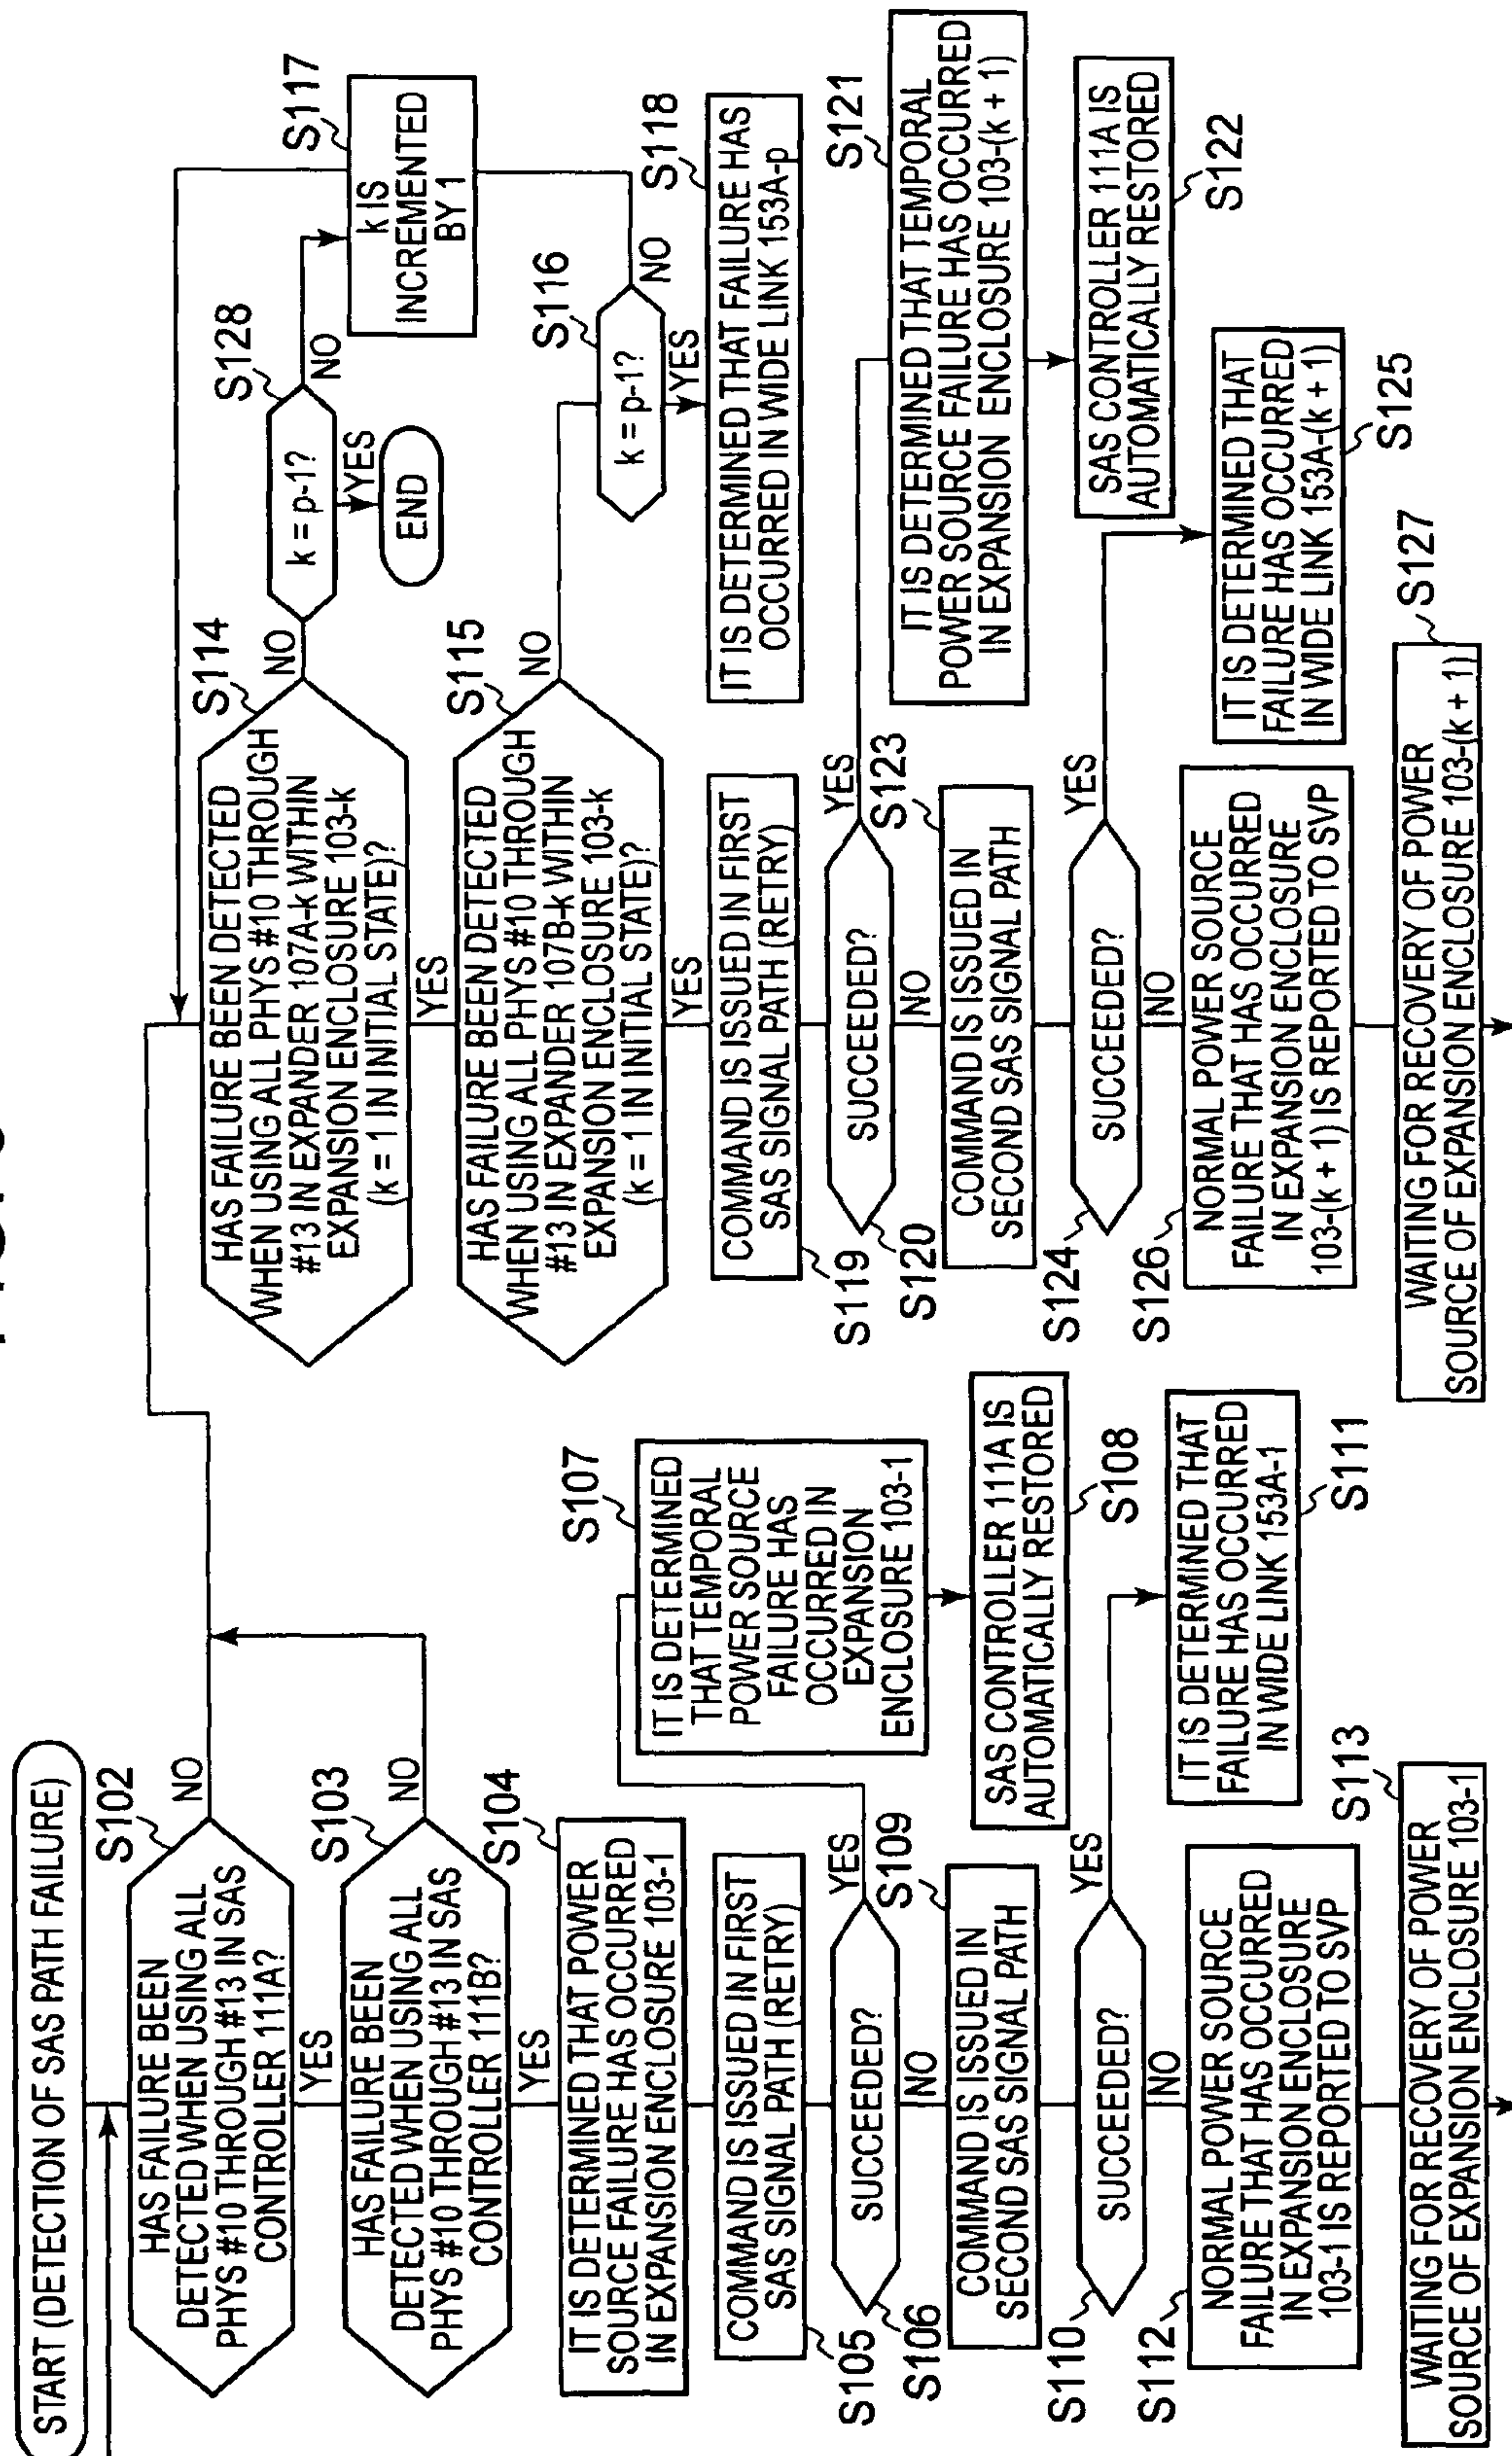 START (DETECTION OF SAS PATH FAILURE)
S102
HAS FAILURE BEEN
DETECTED WHEN USING ALL
PHYS #10 THROUGH #13 IN SAS
CONTROLLER 111A?
NO
YES
S103
HAS FAILURE BEEN
DETECTED WHEN USING ALL
PHYS #10 THROUGH #13 IN SAS
CONTROLLER 111B?
NO
YES
S104
IT IS DETERMINED THAT POWER
SOURCE FAILURE HAS OCCURRED
IN EXPANSION ENCLOSURE 103-1
COMMAND IS ISSUED IN FIRST
SAS SIGNAL PATH (RETRY)
S105
SUCCEEDED?
YES
S106
NO
S107
IT IS DETERMINED
THAT TEMPORAL
POWER SOURCE
FAILURE HAS
OCCURRED IN
EXPANSION
ENCLOSURE 103-1
SAS CONTROLLER 111A IS
AUTOMATICALLY RESTORED
S108
S109
COMMAND IS ISSUED IN
SECOND SAS SIGNAL PATH
SUCCEEDED?
YES
S110
NO
IT IS DETERMINED THAT
FAILURE HAS OCCURRED
IN WIDE LINK 153A-1
S111
S112
NORMAL POWER SOURCE
FAILURE THAT HAS OCCURRED
IN EXPANSION ENCLOSURE
103-1 IS REPORTED TO SVP
S113
WAITING FOR RECOVERY OF POWER
SOURCE OF EXPANSION ENCLOSURE 103-1
S114
HAS FAILURE BEEN DETECTED
WHEN USING ALL PHYS #10 THROUGH
#13 IN EXPANDER 107A-k WITHIN
EXPANSION ENCLOSURE 103-k
(k = 1 IN INITIAL STATE)?
NO
YES
S128
k = p-1?
NO
YES
END
S117
k IS
INCREMENTED
BY 1
S115
HAS FAILURE BEEN DETECTED
WHEN USING ALL PHYS #10 THROUGH
#13 IN EXPANDER 107B-k WITHIN
EXPANSION ENCLOSURE 103-k
(k = 1 IN INITIAL STATE)?
NO
YES
S116
k = p-1?
NO
YES
S118
IT IS DETERMINED THAT FAILURE HAS
OCCURRED IN WIDE LINK 153A-p
COMMAND IS ISSUED IN FIRST
SAS SIGNAL PATH (RETRY)
S119
SUCCEEDED?
YES
S120
NO
S121
IT IS DETERMINED THAT TEMPORAL
POWER SOURCE FAILURE HAS OCCURRED
IN EXPANSION ENCLOSURE 103-(k + 1)
SAS CONTROLLER 111A IS
AUTOMATICALLY RESTORED
S122
S123
COMMAND IS ISSUED IN
SECOND SAS SIGNAL PATH
SUCCEEDED?
YES
S124
NO
IT IS DETERMINED THAT
FAILURE HAS OCCURRED
IN WIDE LINK 153A-(k + 1)
S125
S126
NORMAL POWER SOURCE
FAILURE THAT HAS OCCURRED
IN EXPANSION ENCLOSURE
103-(k + 1) IS REPORTED TO SVP
S127
WAITING FOR RECOVERY OF POWER
SOURCE OF EXPANSION ENCLOSURE 103-(k + 1)